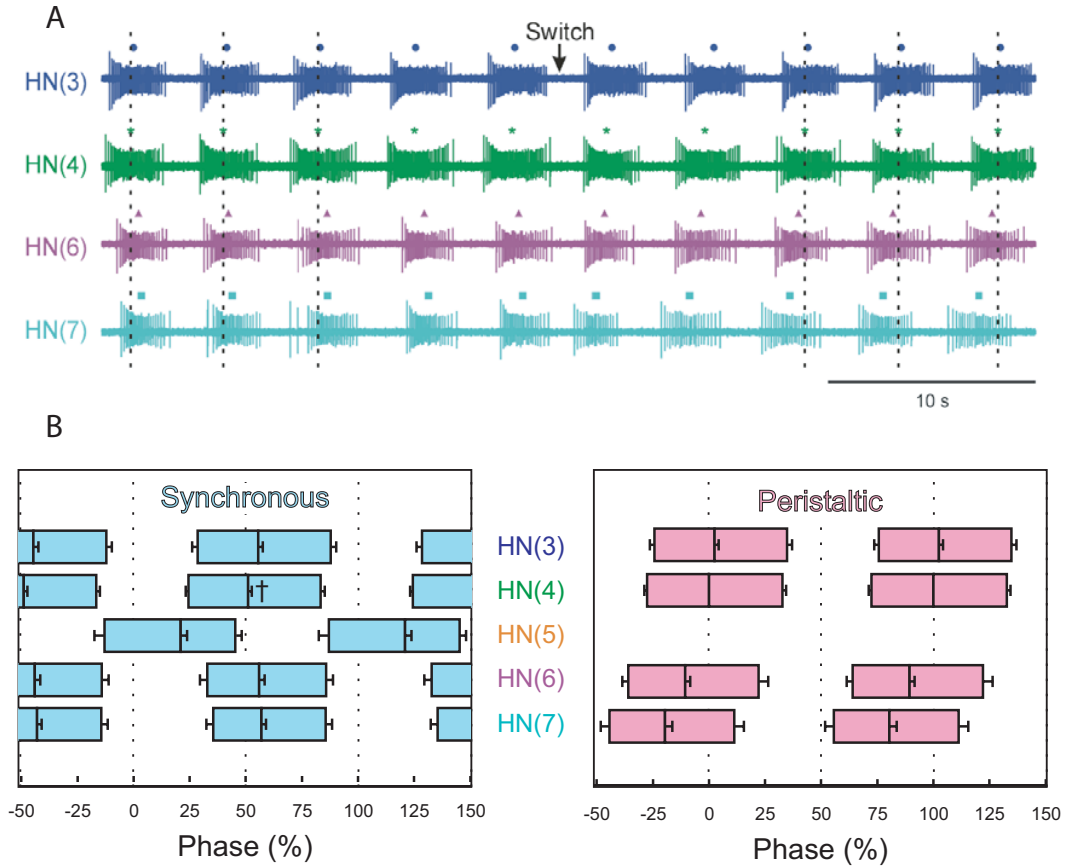 A
Switch
HN(3)
HN(4)
HN(6)
HN(7)
10 s
B
Synchronous
Peristaltic
HN(3)
HN(4)
†
HN(5)
HN(6)
HN(7)
-50 -25 0 25 50 75 100 125 150
-50 -25 0 25 50 75 100 125 150
Phase (%)
Phase (%)